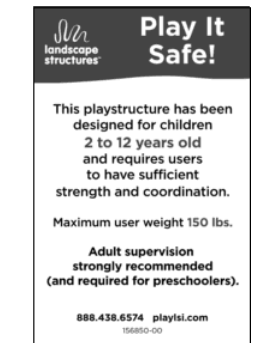 Play It
Safe!
landscape
structures
This playstructure has been
designed for children
2 to 12 years old
and requires users
to have sufficient
strength and coordination.
Maximum user weight 150 lbs.
Adult supervision
strongly recommended
(and required for preschoolers).
888.438.6574 playlsi.com
156850-00